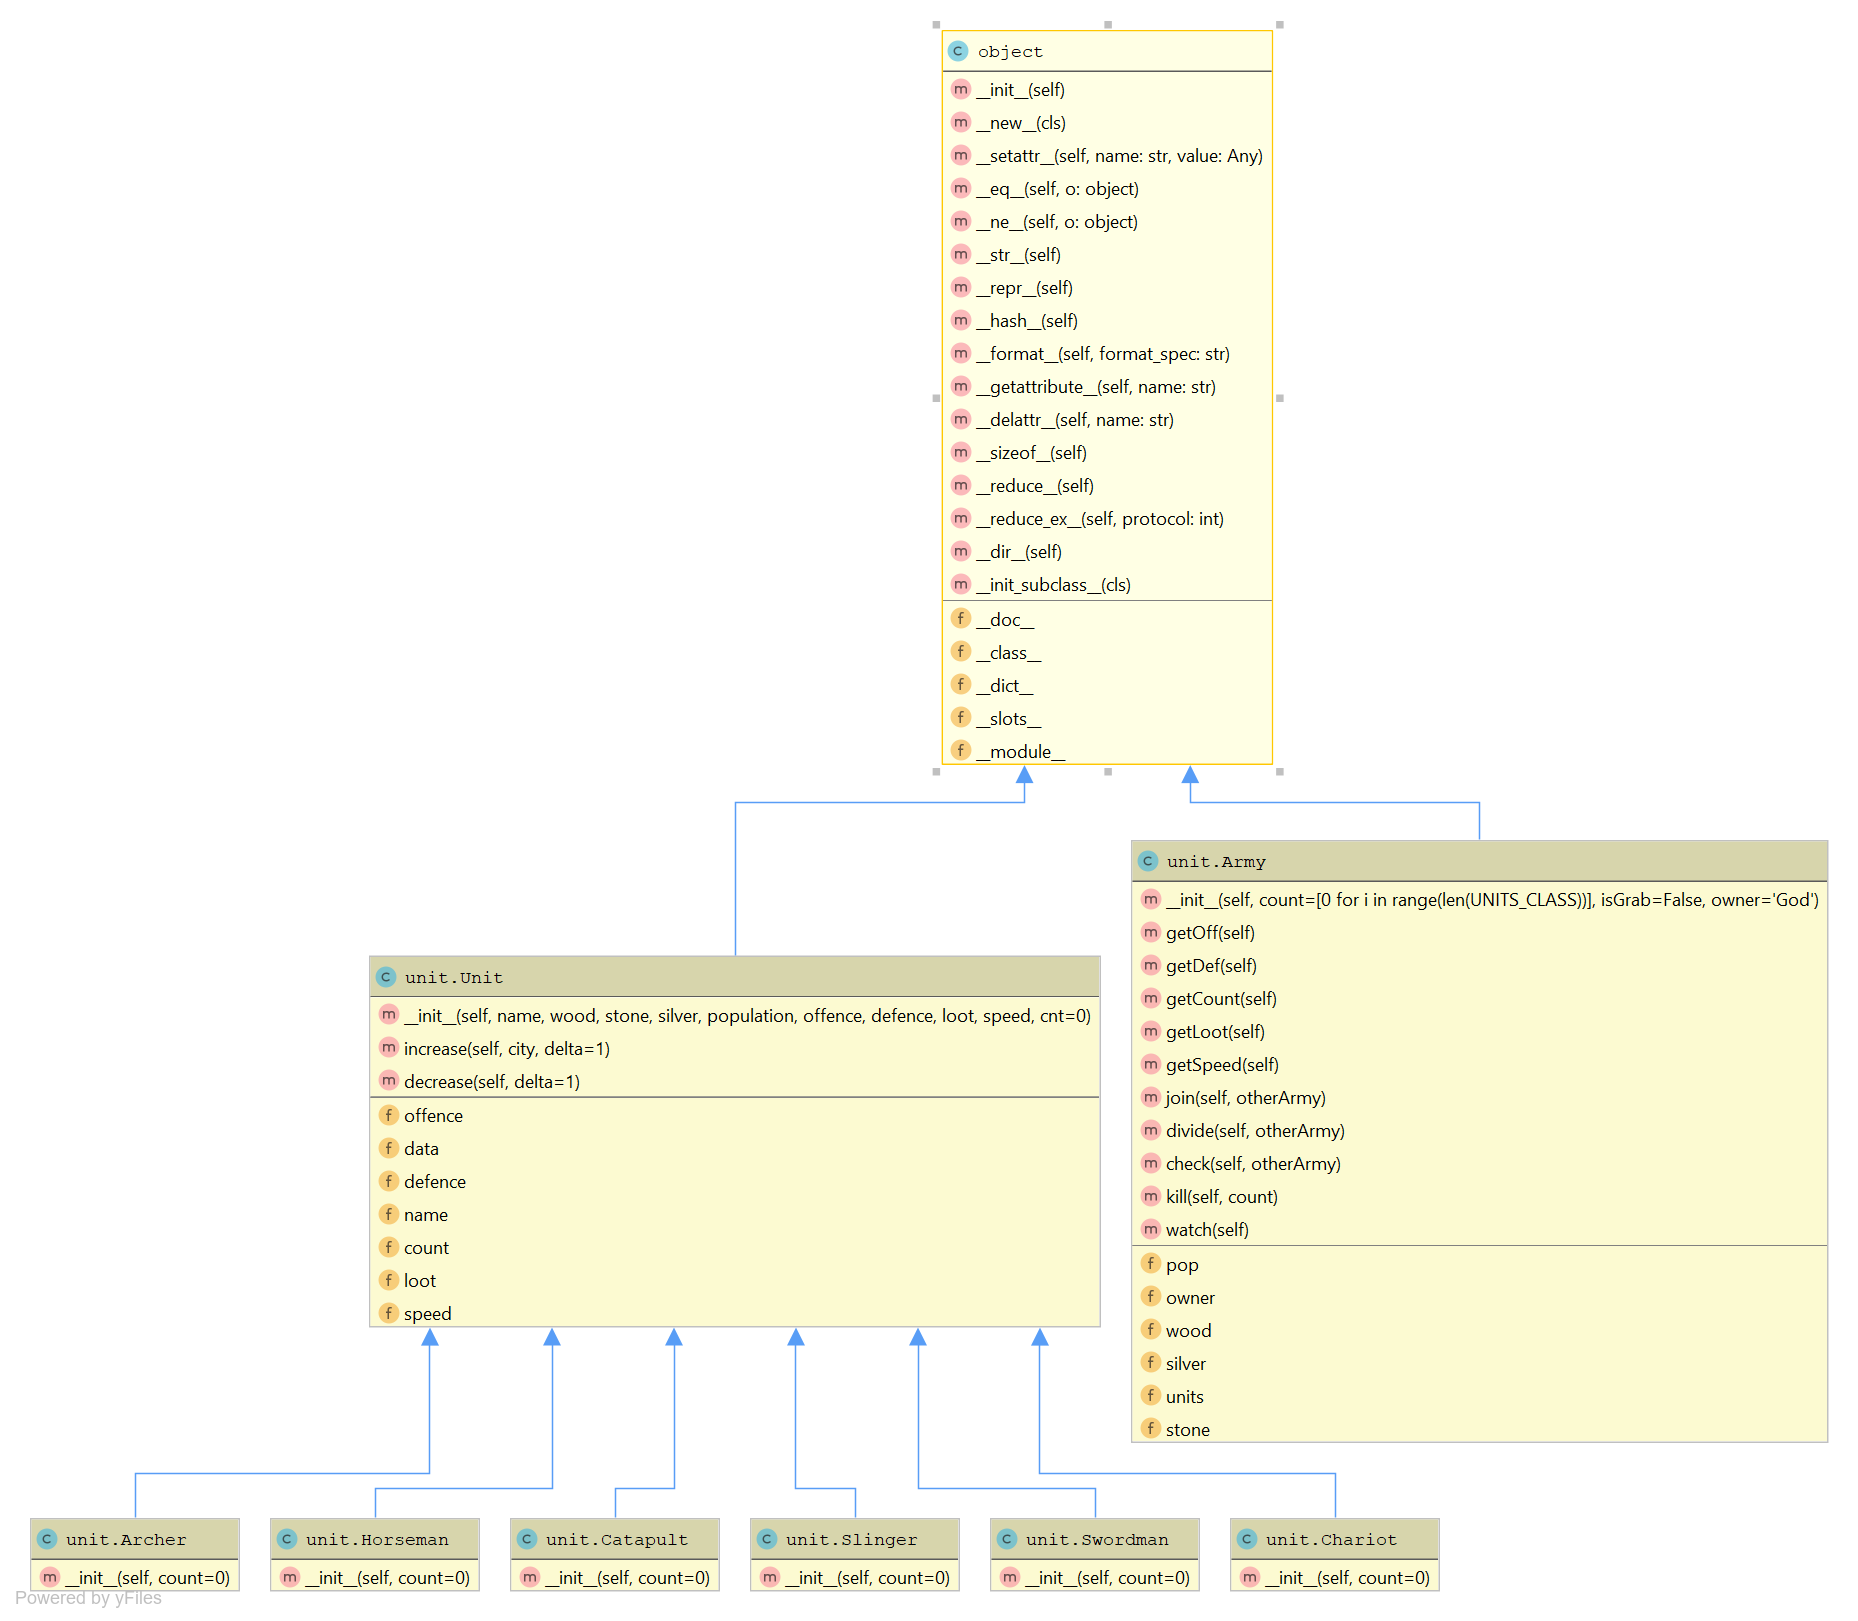 object
__init__(self)
__new__(cls)
__setattr__(self, name: str, value: Any)
__eq__(self, o: object)
__ne__(self, o: object)
__str__(self)
__repr__(self)
__hash__(self)
__format__(self, format_spec: str)
__getattribute__(self, name: str)
__delattr__(self, name: str)
__sizeof__(self)
__reduce__(self)
__reduce_ex__(self, protocol: int)
__dir__(self)
__init_subclass__(cls)
__doc__
__class__
__dict__
__slots__
__module__
unit.Unit
__init__(self, name, wood, stone, silver, population, offence, defence, loot, speed, cnt=0)
increase(self, city, delta=1)
decrease(self, delta=1)
offence
data
defence
name
count
loot
speed
unit.Army
__init__(self, count=[0 for i in range(len(UNITS_CLASS))], isGrab=False, owner='God')
getOff(self)
getDef(self)
getCount(self)
getLoot(self)
getSpeed(self)
join(self, otherArmy)
divide(self, otherArmy)
check(self, otherArmy)
kill(self, count)
watch(self)
pop
owner
wood
silver
units
stone
unit.Archer
__init__(self, count=0)
unit.Horseman
__init__(self, count=0)
unit.Catapult
__init__(self, count=0)
unit.Slinger
__init__(self, count=0)
unit.Swordman
__init__(self, count=0)
unit.Chariot
__init__(self, count=0)
Powered by yFiles